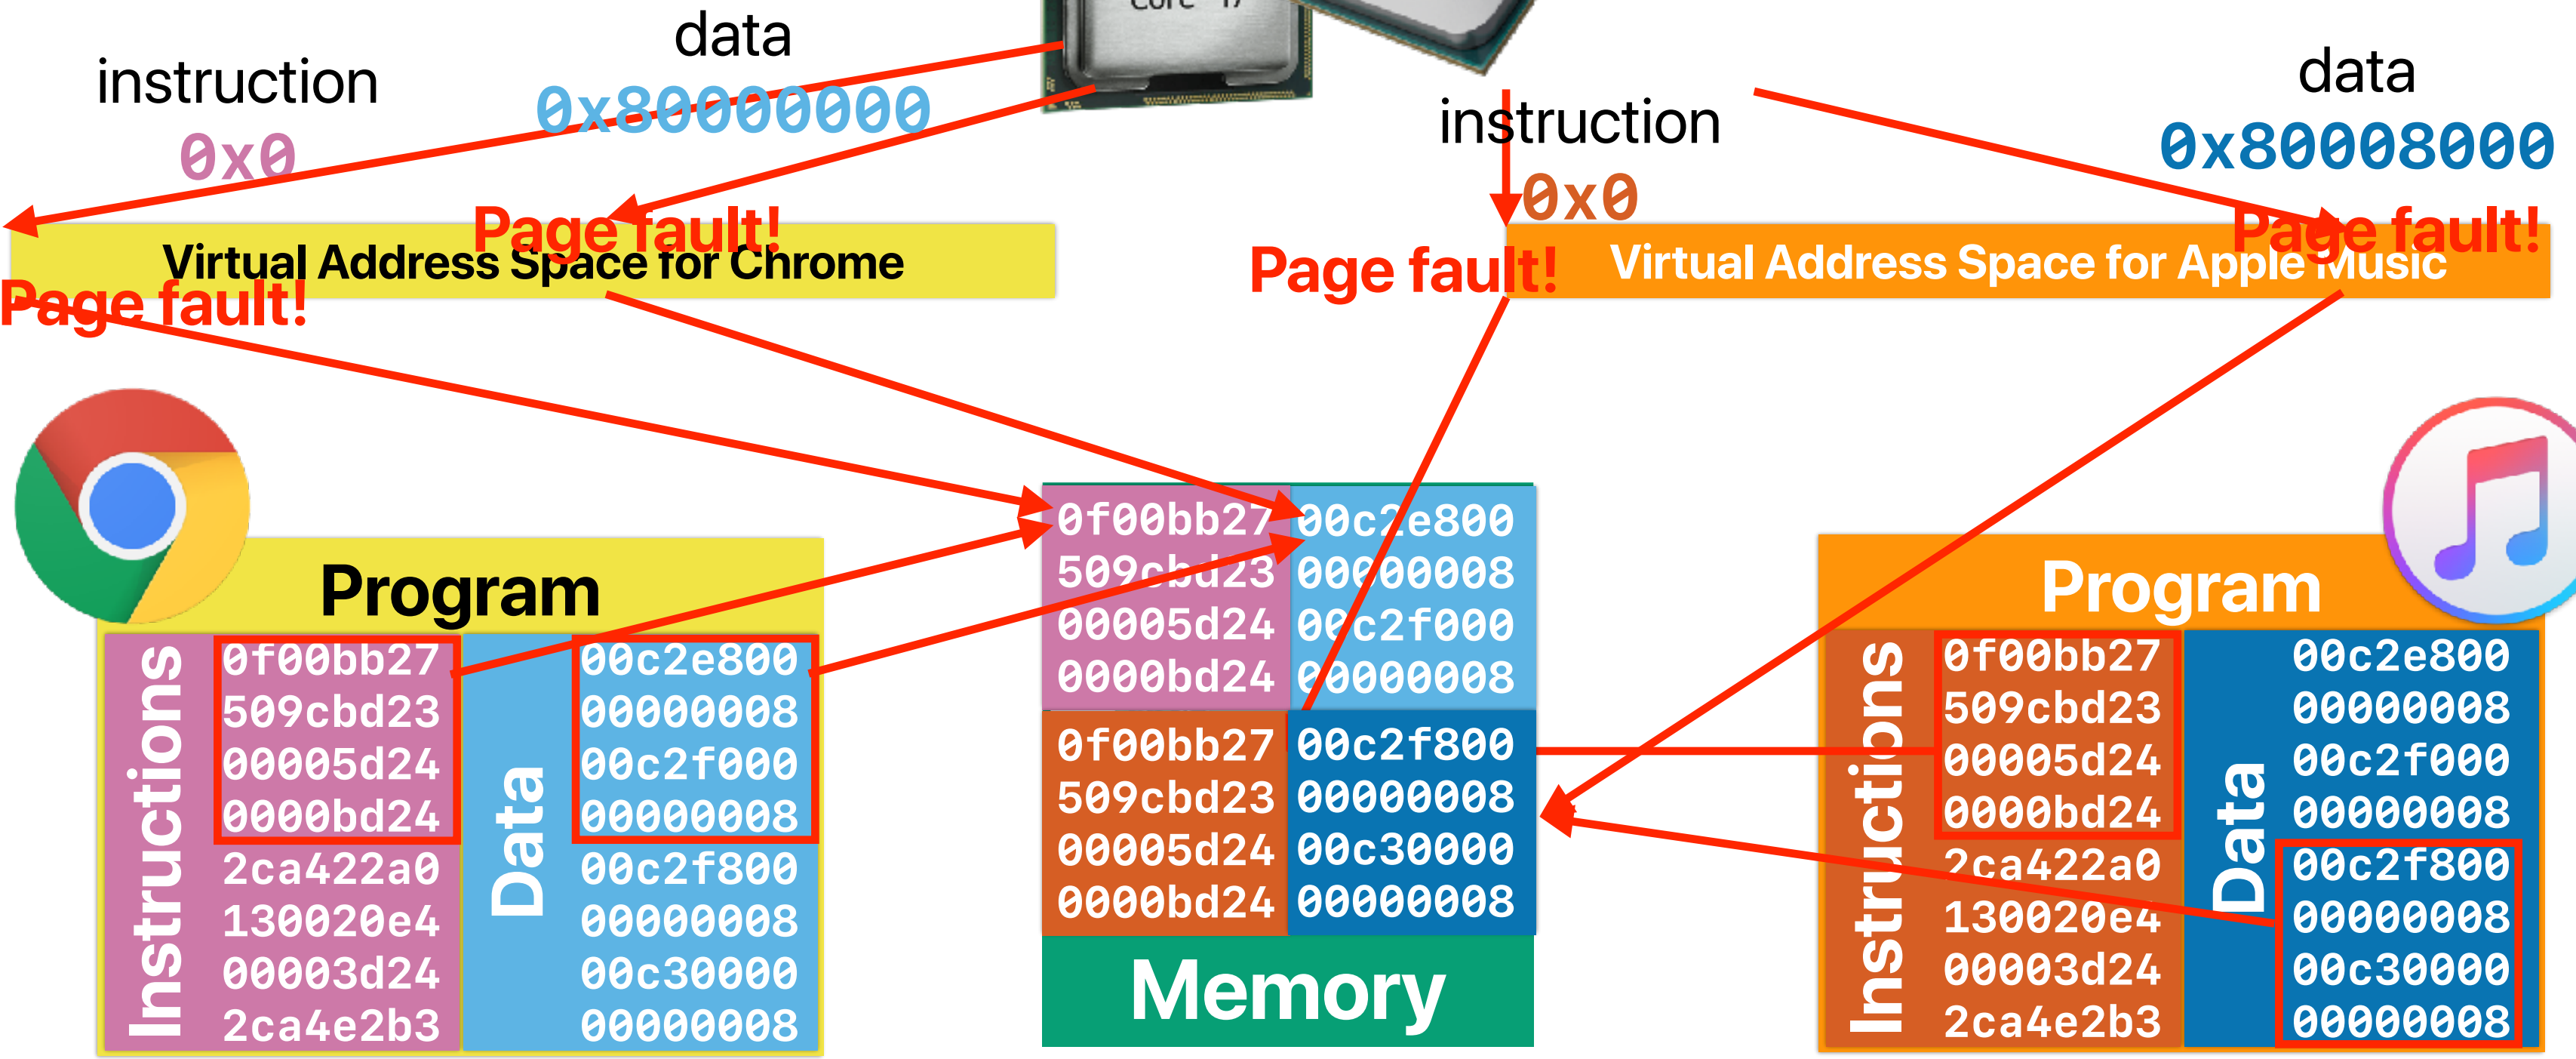 Core i7
data
instruction
0x80000000
0x0
data
instruction
0x80008000
0x0
Page fault!
Virtual Address Space for Chrome
Page fault!
Page fault!
Page fault!
Virtual Address Space for Apple Music
Program
Instructions
0f00bb27
509cbd23
00005d24
0000bd24
2ca422a0
130020e4
00003d24
2ca4e2b3
Data
00c2e800
00000008
00c2f000
00000008
00c2f800
00000008
00c30000
00000008
0f00bb27 00c2e800
509cbd23 00000008
00005d24 00c2f000
0000bd24 00000008
0f00bb27 00c2f800
509cbd23 00000008
00005d24 00c30000
0000bd24 00000008
Memory
Program
Instructions
0f00bb27
509cbd23
00005d24
0000bd24
2ca422a0
130020e4
00003d24
2ca4e2b3
Data
00c2e800
00000008
00c2f000
00000008
00c2f800
00000008
00c30000
00000008